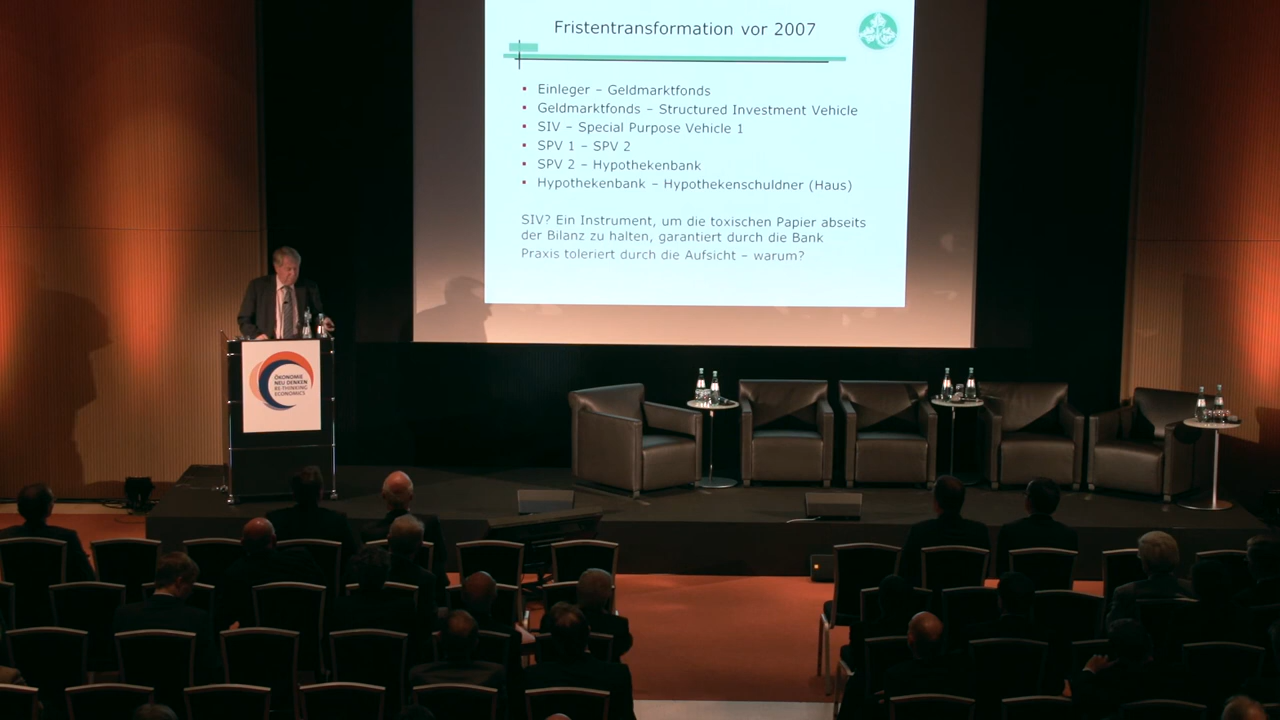 Fristentransformation vor 2007
Einleger – Geldmarktfonds
Geldmarktfonds – Structured Investment Vehicle
SIV – Special Purpose Vehicle 1
SPV 1 – SPV 2
SPV 2 – Hypothekenbank
Hypothekenbank – Hypothekenschuldner (Haus)
SIV? Ein Instrument, um die toxischen Papier abseits
der Bilanz zu halten, garantiert durch die Bank
Praxis toleriert durch die Aufsicht – warum?
ÖKONOMIE
NEU DENKEN
RE-THINKING
ECONOMICS